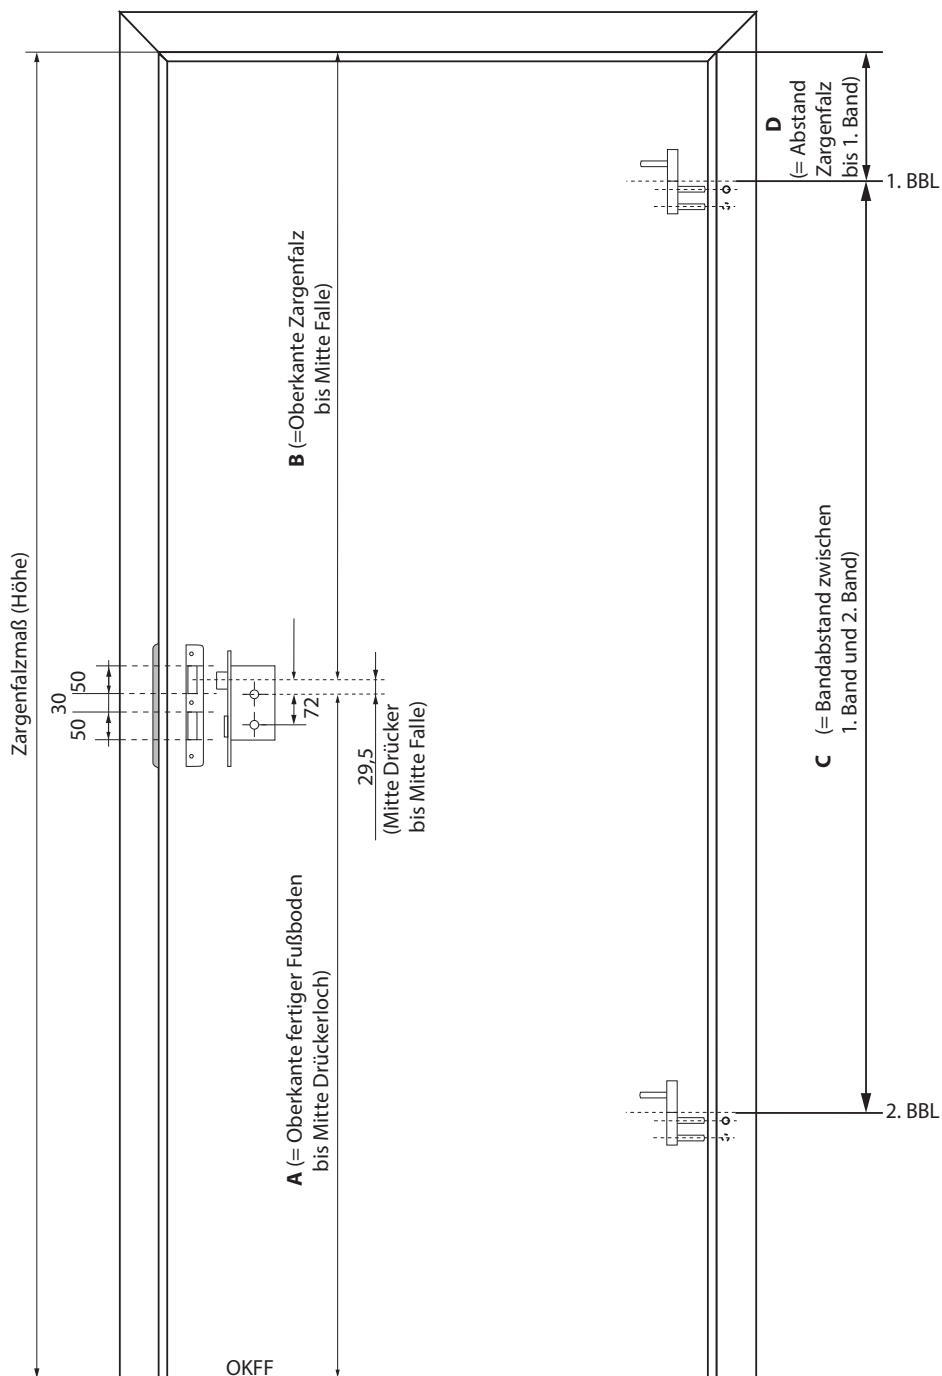 D
(= Abstand
Zargenfalz
bis 1. Band)
1. BBL
B (=Oberkante Zargenfalz
bis Mitte Falle)
Zargenfalzmaß (Höhe)
C (= Bandabstand zwischen
1. Band und 2. Band)
50
30
50
72
29,5
(Mitte Drücker
bis Mitte Falle)
A (= Oberkante fertiger Fußboden
bis Mitte Drückerloch)
2. BBL
OKFF